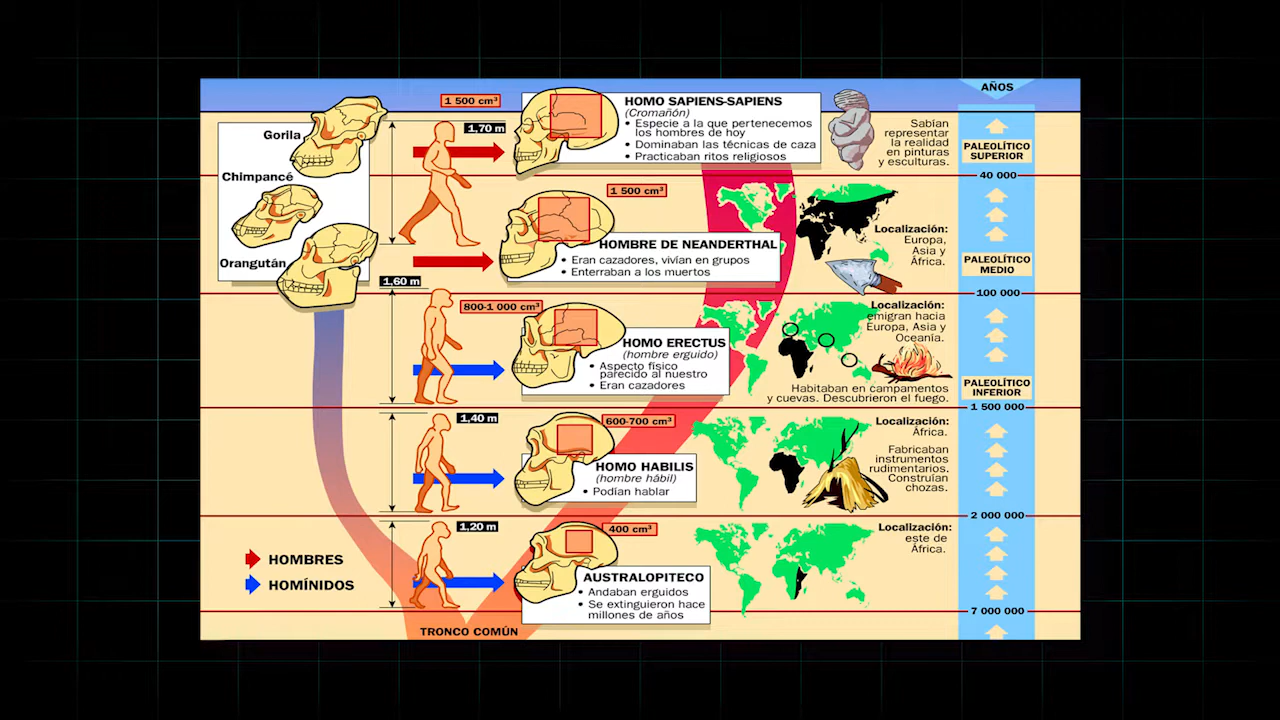 AÑOS
1 500 cm³
HOMO SAPIENS-SAPIENS
(Cromañón)
• Especie a la que pertenecemos
los hombres de hoy
• Dominaban las técnicas de caza
• Practicaban ritos religiosos
1,70 m
Gorila
Chimpancé
Orangután
Sabían
representar
la realidad
en pinturas
y esculturas.
PALEOLÍTICO
SUPERIOR
40 000
1 500 cm³
HOMBRE DE NEANDERTHAL
• Eran cazadores, vivían en grupos
• Enterraban a los muertos
Localización:
Europa,
Asia y
África.
PALEOLÍTICO
MEDIO
100 000
1,60 m
800-1 000 cm³
HOMO ERECTUS
(hombre erguido)
• Aspecto físico
parecido al nuestro
• Eran cazadores
Localización:
emigran hacia
Europa, Asia y
Oceanía.
Habitaban en campamentos
y cuevas. Descubrieron el fuego.
PALEOLÍTICO
INFERIOR
1 500 000
1,40 m
600-700 cm³
HOMO HABILIS
(hombre hábil)
• Podían hablar
Localización:
África.
Fabricaban
instrumentos
rudimentarios.
Construían
chozas.
2 000 000
1,20 m
400 cm³
AUSTRALOPITECO
• Andaban erguidos
• Se extinguieron hace
millones de años
Localización:
este de
África.
7 000 000
HOMBRES
HOMÍNIDOS
TRONCO COMÚN